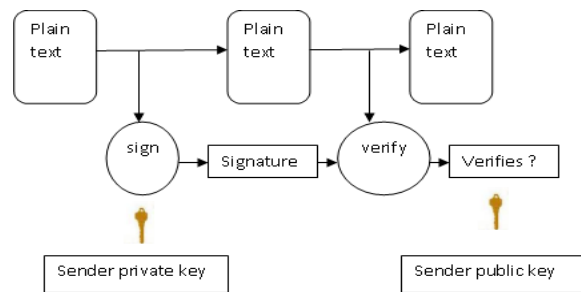 Plain
text
Plain
text
Plain
text
sign
Signature
verify
Verifies ?
Sender private key
Sender public key